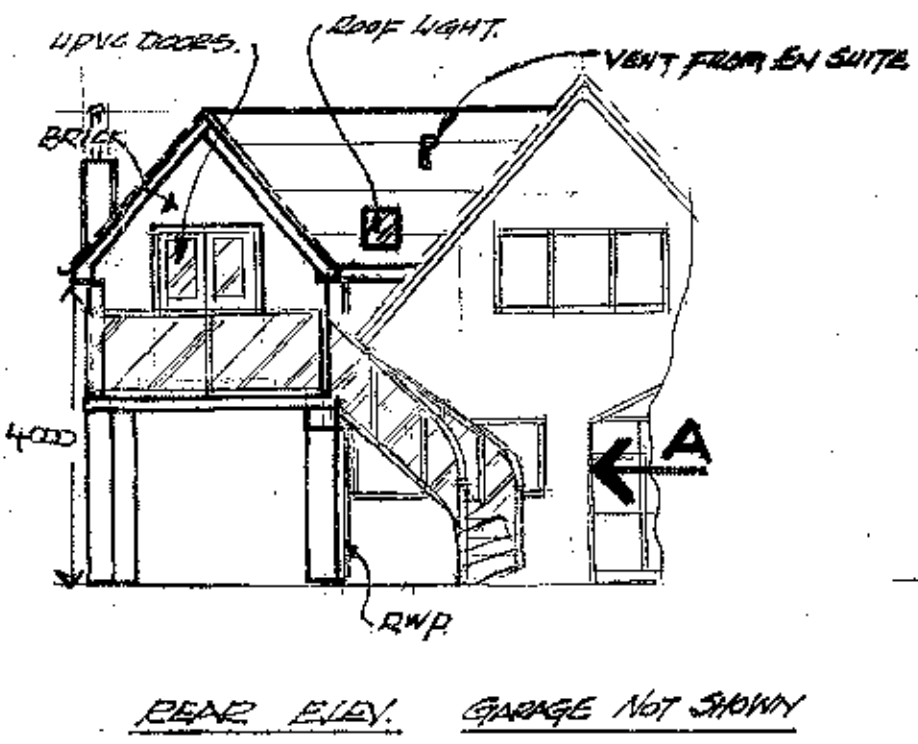 UPVC DOORS.
ROOF LIGHT.
VENT FROM EN SUITE
BRICK
A
4000
RWP.
REAR ELEV. GARAGE NOT SHOWN